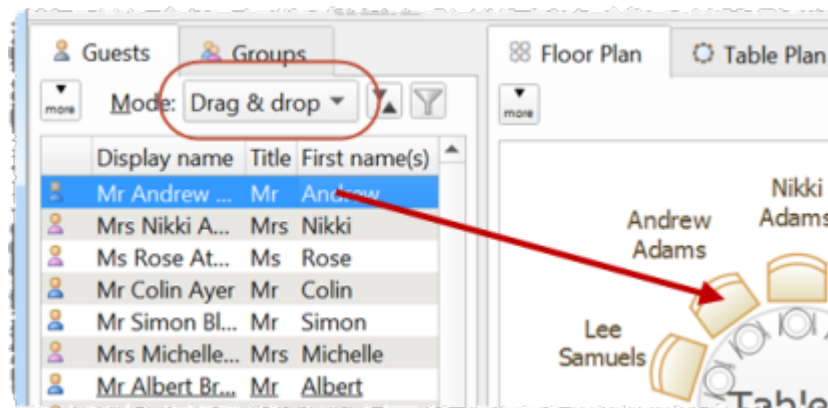 Guests Groups
more Mode: Drag & drop
Display name Title First name(s)
Mr Andrew ... Mr Andrew
Mrs Nikki A... Mrs Nikki
Ms Rose At... Ms Rose
Mr Colin Ayer Mr Colin
Mr Simon Bl... Mr Simon
Mrs Michelle... Mrs Michelle
Mr Albert Br... Mr Albert
Floor Plan Table Plan
more
Nikki
Adams
Andrew
Adams
Lee
Samuels
Table